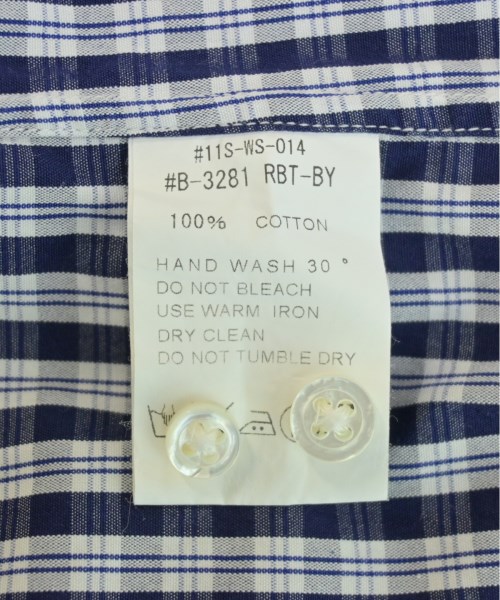 #11S-WS-014
#B-3281 RBT-BY
100% COTTON
HAND WASH 30°
DO NOT BLEACH
USE WARM IRON
DRY CLEAN
DO NOT TUMBLE DRY